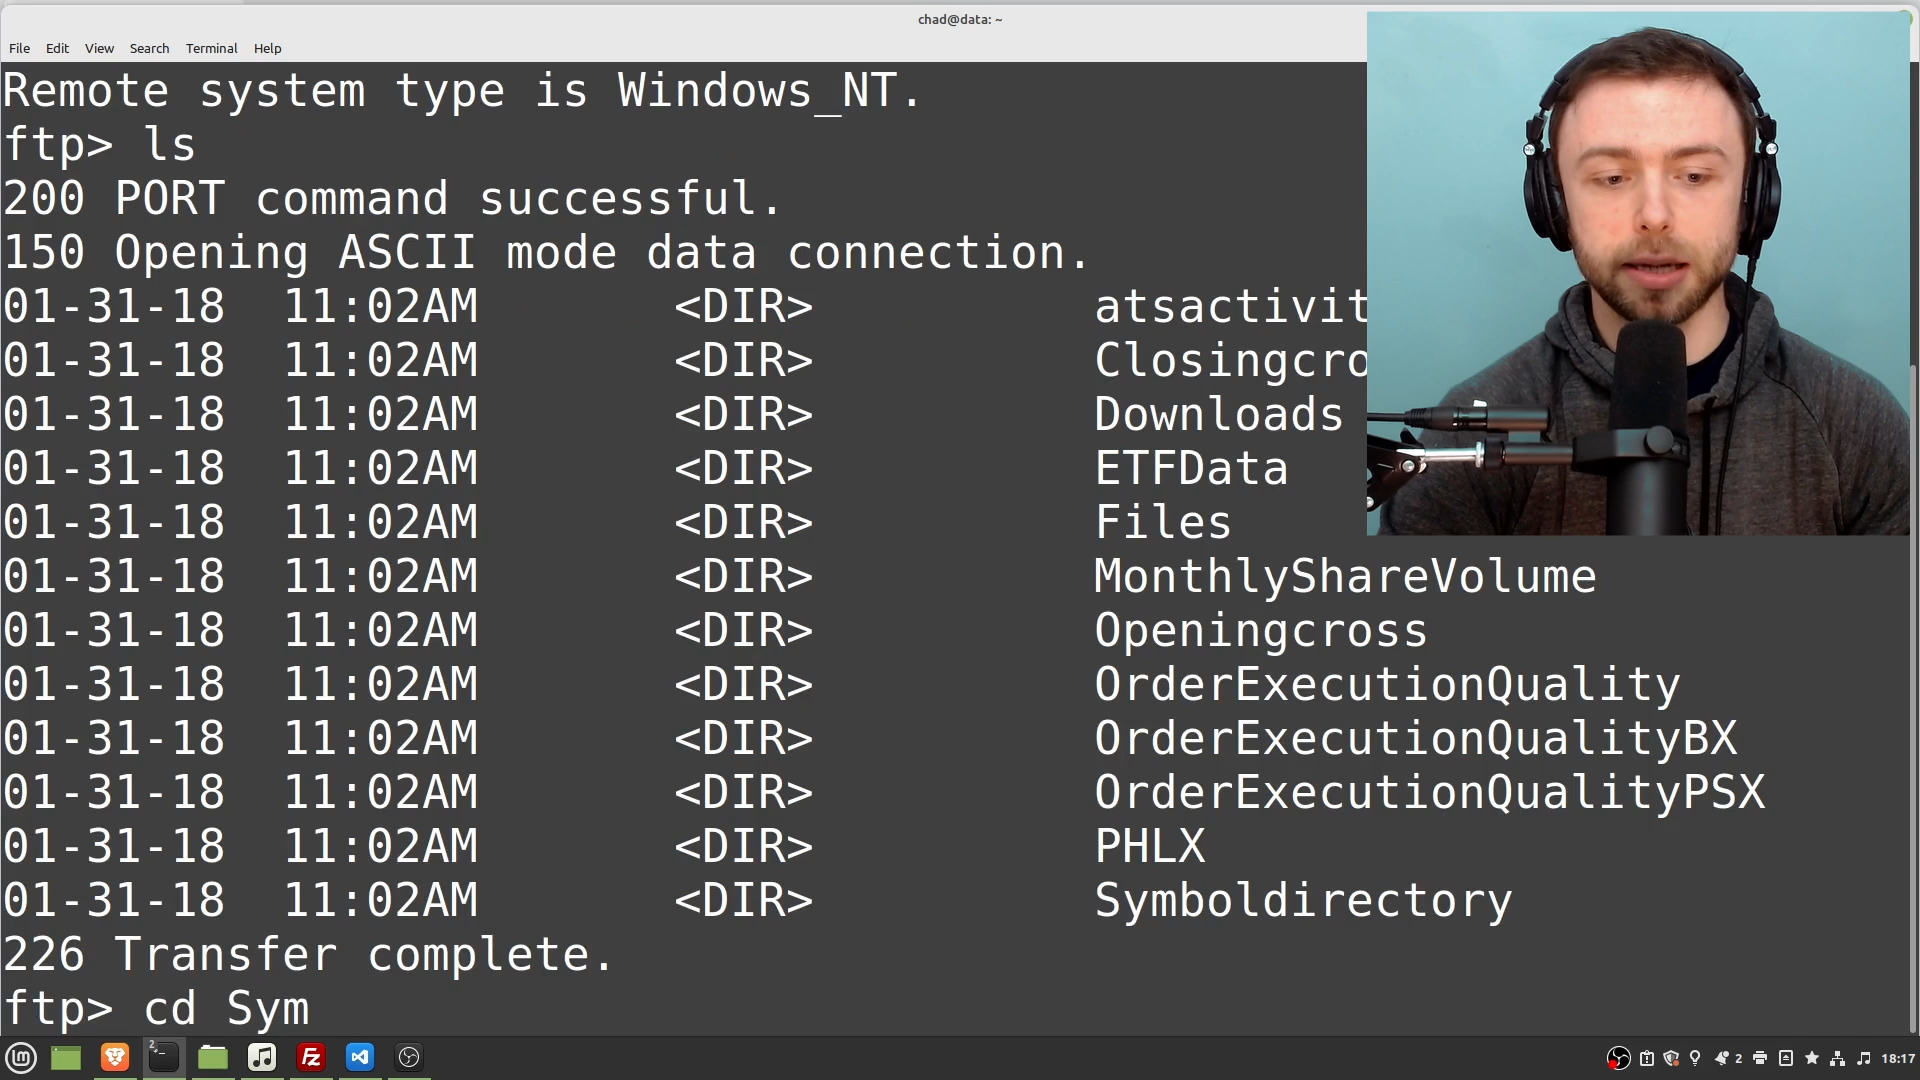 chad@data: ~
File Edit View Search Terminal Help
Remote system type is Windows_NT.
ftp> ls
200 PORT command successful.
150 Opening ASCII mode data connection.
01-31-18 11:02AM <DIR> atsactivit
01-31-18 11:02AM <DIR> Closingcro
01-31-18 11:02AM <DIR> Downloads
01-31-18 11:02AM <DIR> ETFData
01-31-18 11:02AM <DIR> Files
01-31-18 11:02AM <DIR> MonthlyShareVolume
01-31-18 11:02AM <DIR> Openingcross
01-31-18 11:02AM <DIR> OrderExecutionQuality
01-31-18 11:02AM <DIR> OrderExecutionQualityBX
01-31-18 11:02AM <DIR> OrderExecutionQualityPSX
01-31-18 11:02AM <DIR> PHLX
01-31-18 11:02AM <DIR> Symboldirectory
226 Transfer complete.
ftp> cd Sym
2 2 18:17